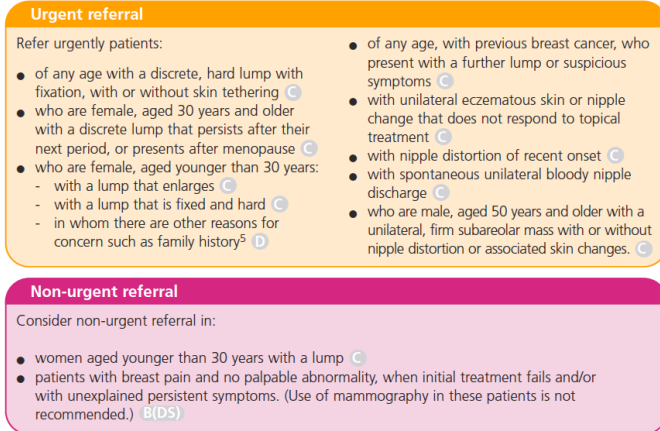 Urgent referral
Refer urgently patients:
● of any age with a discrete, hard lump with
fixation, with or without skin tethering C
● who are female, aged 30 years and older
with a discrete lump that persists after their
next period, or presents after menopause C
● who are female, aged younger than 30 years:
- with a lump that enlarges C
- with a lump that is fixed and hard C
- in whom there are other reasons for
concern such as family history5 D
● of any age, with previous breast cancer, who
present with a further lump or suspicious
symptoms C
● with unilateral eczematous skin or nipple
change that does not respond to topical
treatment C
● with nipple distortion of recent onset C
● with spontaneous unilateral bloody nipple
discharge C
● who are male, aged 50 years and older with a
unilateral, firm subareolar mass with or without
nipple distortion or associated skin changes. C
Non-urgent referral
Consider non-urgent referral in:
● women aged younger than 30 years with a lump C
● patients with breast pain and no palpable abnormality, when initial treatment fails and/or
with unexplained persistent symptoms. (Use of mammography in these patients is not
recommended.) B(DS)